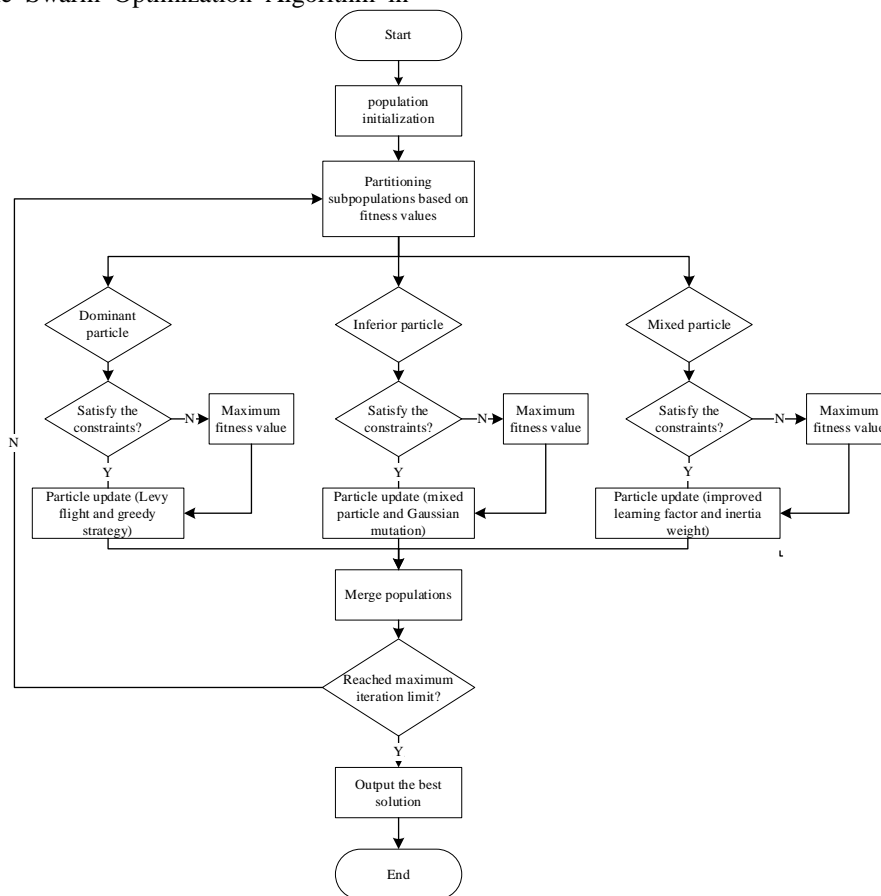 Swarm Optimization Algorithm in
Start
population
initialization
Partitioning
subpopulations based on
fitness values
Dominant
particle
Inferior particle
Mixed particle
Satisfy the
constraints?
N
Maximum
fitness value
Satisfy the
constraints?
N
Maximum
fitness value
Satisfy the
constraints?
N
Maximum
fitness value
N
Y
Y
Y
Particle update (Levy
flight and greedy
strategy)
Particle update (mixed
particle and Gaussian
mutation)
Particle update (improved
learning factor and inertia
weight)
Merge populations
Reached maximum
iteration limit?
Y
Output the best
solution
End